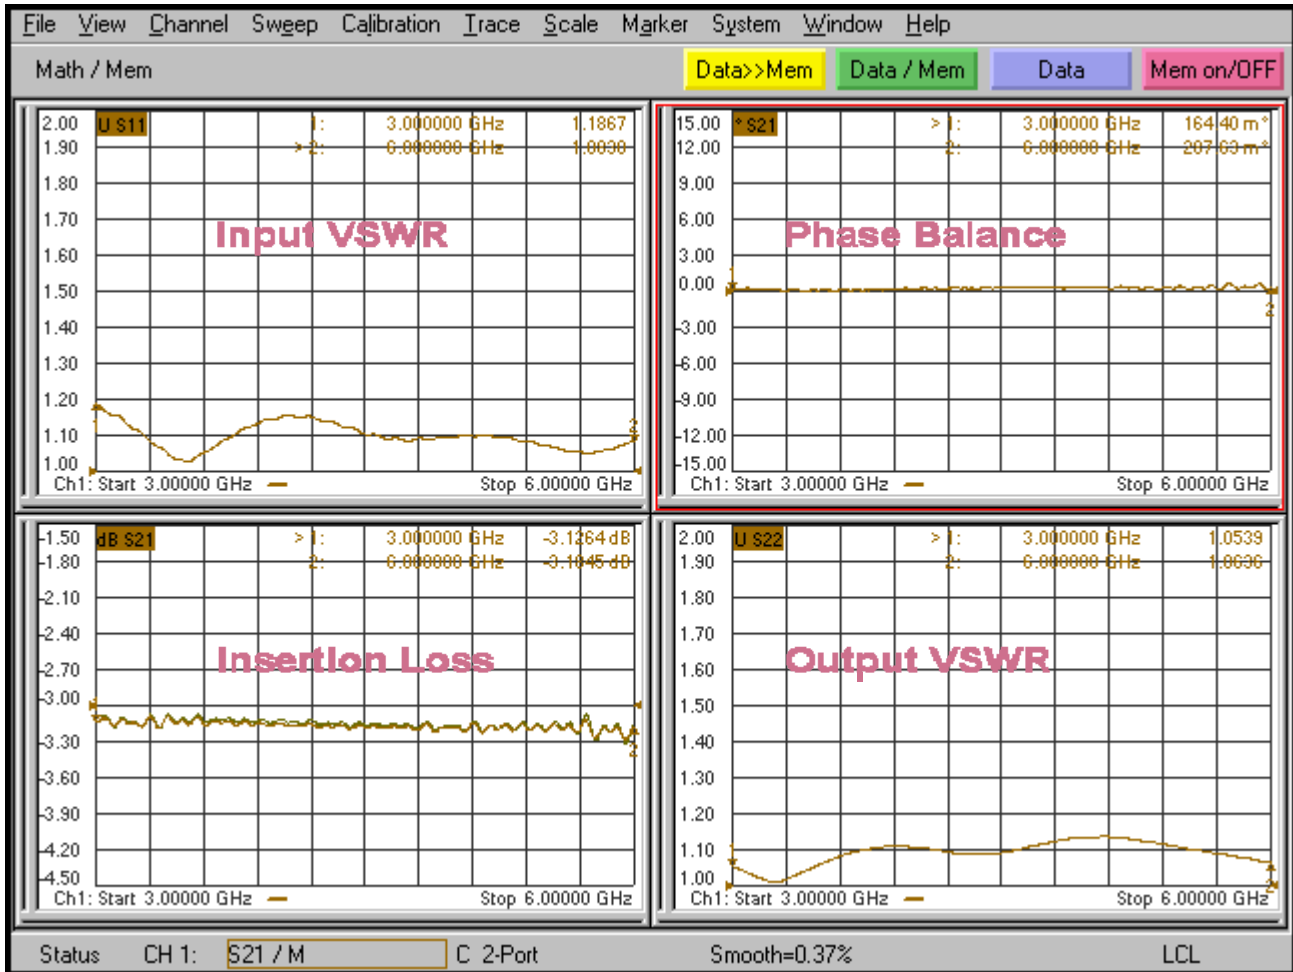 File View Channel Sweep Calibration Trace Scale Marker System Window Help
Math / Mem Data>>Mem Data / Mem Data Mem on/OFF
2.00 U S11 1: 3.000000 GHz 1.1867
1.90 > 2: 6.000000 GHz
1.80
1.70
Input VSWR
1.60
1.50
1.40
1.30
1.20
1.10
1.00
Ch1: Start 3.00000 GHz Stop 6.00000 GHz
15.00 ° S21 > 1: 3.000000 GHz 164.40 m°
12.00 2: 6.000000 GHz
9.00
6.00
Phase Balance
3.00
0.00
-3.00
-6.00
-9.00
-12.00
-15.00
Ch1: Start 3.00000 GHz Stop 6.00000 GHz
-1.50 dB S21 > 1: 3.000000 GHz -3.1264 dB
-1.80 2: 6.000000 GHz
-2.10
-2.40
Insertion Loss
-2.70
-3.00
-3.30
-3.60
-3.90
-4.20
-4.50
Ch1: Start 3.00000 GHz Stop 6.00000 GHz
2.00 U S22 > 1: 3.000000 GHz 1.0539
1.90 2: 6.000000 GHz
1.80
1.70
Output VSWR
1.60
1.50
1.40
1.30
1.20
1.10
1.00
Ch1: Start 3.00000 GHz Stop 6.00000 GHz
Status CH 1: S21 / M C 2-Port Smooth=0.37% LCL